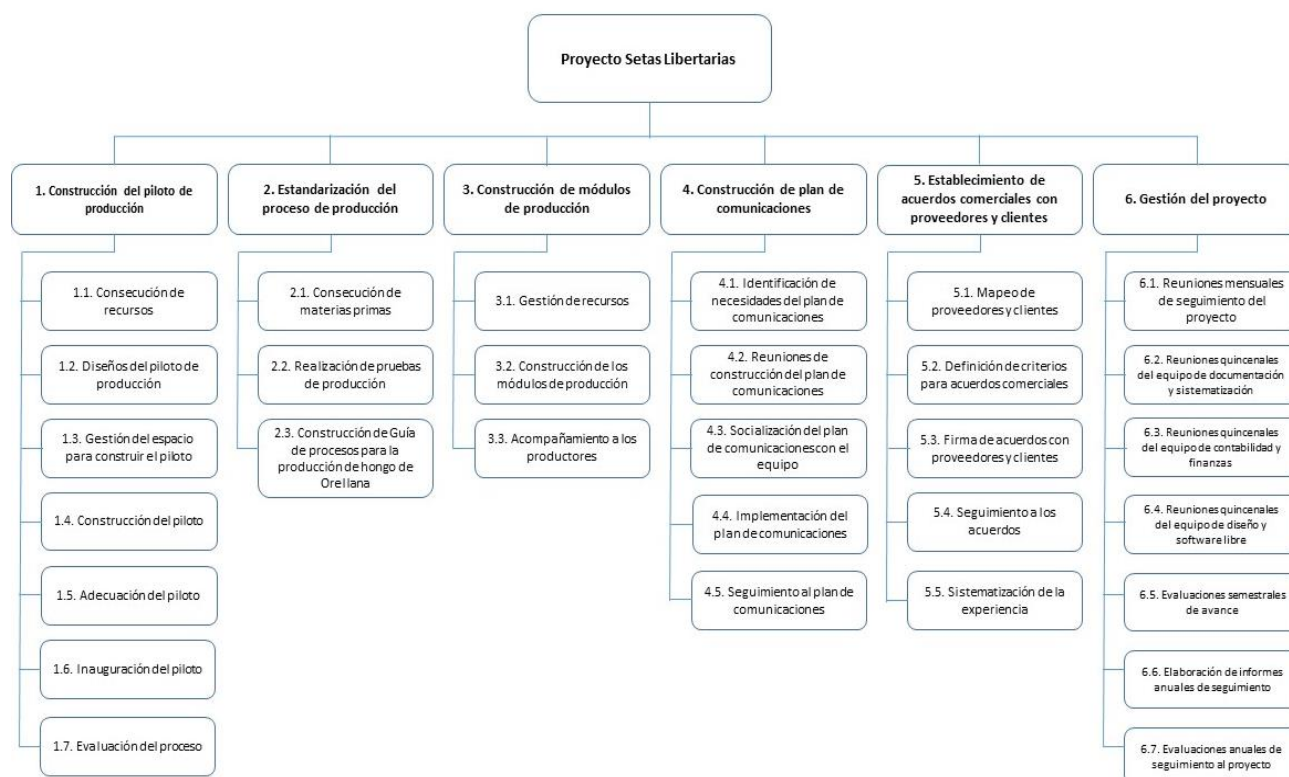 Proyecto Setas Libertarias
1. Construcción del piloto de
producción
1.1. Consecución de
recursos
1.2. Diseños del piloto de
producción
1.3. Gestión del espacio
para construir el piloto
1.4. Construcción del piloto
1.5. Adecuación del piloto
1.6. Inauguración del piloto
1.7. Evaluación del proceso
2. Estandarización del
proceso de producción
2.1. Consecución de
materias primas
2.2. Realización de pruebas
de producción
2.3. Construcción de Guía
de procesos para la
producción de hongo de
Orellana
3. Construcción de módulos
de producción
3.1. Gestión de recursos
3.2. Construcción de los
módulos de producción
3.3. Acompañamiento a los
productores
4. Construcción de plan de
comunicaciones
4.1. Identificación de
necesidades del plan de
comunicaciones
4.2. Reuniones de
construcción del plan de
comunicaciones
4.3. Socialización del plan
de comunicaciones con el
equipo
4.4. Implementación del
plan de comunicaciones
4.5. Seguimiento al plan de
comunicaciones
5. Establecimiento de
acuerdos comerciales con
proveedores y clientes
5.1. Mapeo de
proveedores y clientes
5.2. Definición de criterios
para acuerdos comerciales
5.3. Firma de acuerdos con
proveedores y clientes
5.4. Seguimiento a los
acuerdos
5.5. Sistematización de la
experiencia
6. Gestión del proyecto
6.1. Reuniones mensuales
de seguimiento del
proyecto
6.2. Reuniones quincenales
del equipo de documentación
y sistematización
6.3. Reuniones quincenales
del equipo de contabilidad y
finanzas
6.4. Reuniones quincenales
del equipo de diseño y
software libre
6.5. Evaluaciones semestrales
de avance
6.6. Elaboración de informes
anuales de seguimiento
6.7. Evaluaciones anuales de
seguimiento al proyecto